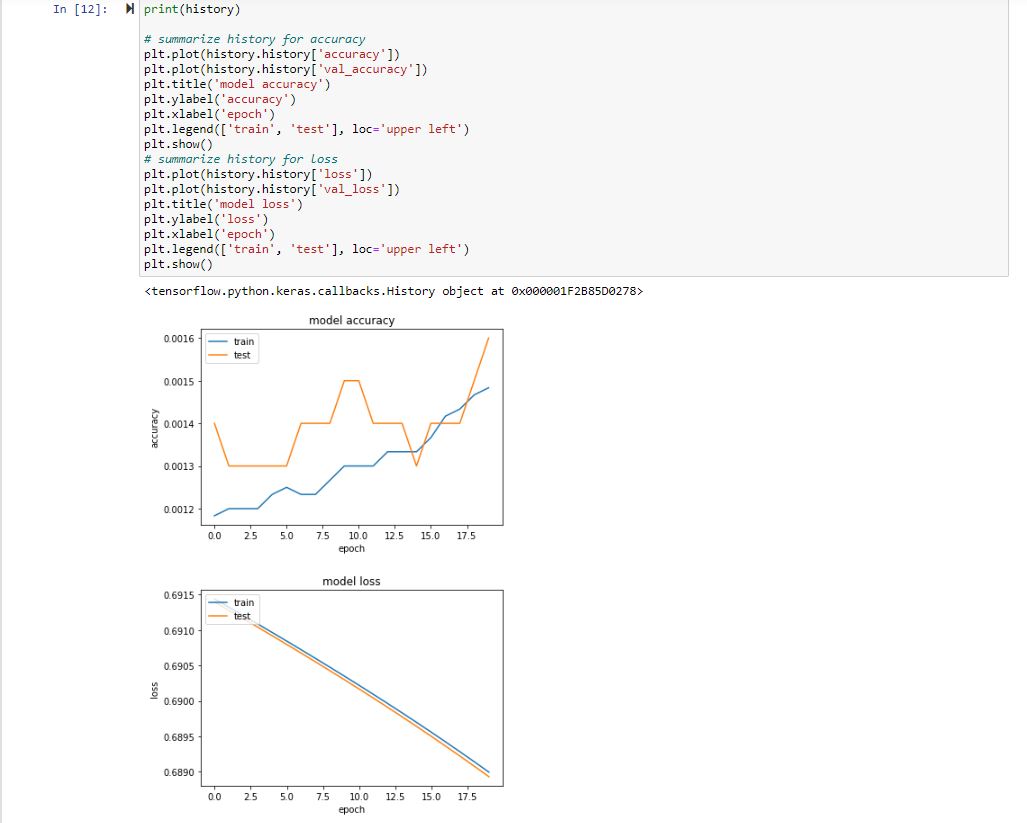 In [12]:
print(history)
# summarize history for accuracy
plt.plot(history.history['accuracy'])
plt.plot(history.history['val_accuracy'])
plt.title('model accuracy')
plt.ylabel('accuracy')
plt.xlabel('epoch')
plt.legend(['train', 'test'], loc='upper left')
plt.show()
# summarize history for loss
plt.plot(history.history['loss'])
plt.plot(history.history['val_loss'])
plt.title('model loss')
plt.ylabel('loss')
plt.xlabel('epoch')
plt.legend(['train', 'test'], loc='upper left')
plt.show()
<tensorflow.python.keras.callbacks.History object at 0x000001F2B85D0278>
model accuracy
train
test
accuracy
0.0016
0.0015
0.0014
0.0013
0.0012
0.0 2.5 5.0 7.5 10.0 12.5 15.0 17.5
epoch
model loss
train
test
loss
0.6915
0.6910
0.6905
0.6900
0.6895
0.6890
0.0 2.5 5.0 7.5 10.0 12.5 15.0 17.5
epoch